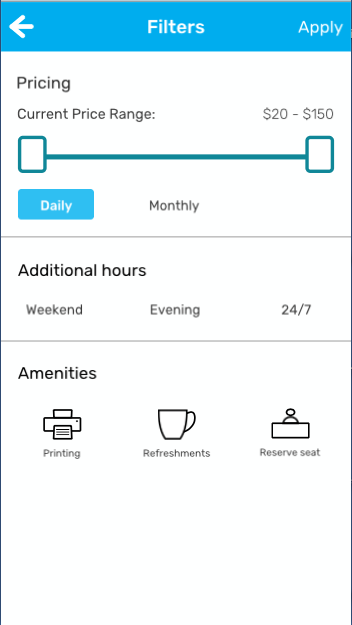 Filters Apply
Pricing
Current Price Range: $20 - $150
Daily Monthly
Additional hours
Weekend Evening 24/7
Amenities
Printing Refreshments Reserve seat